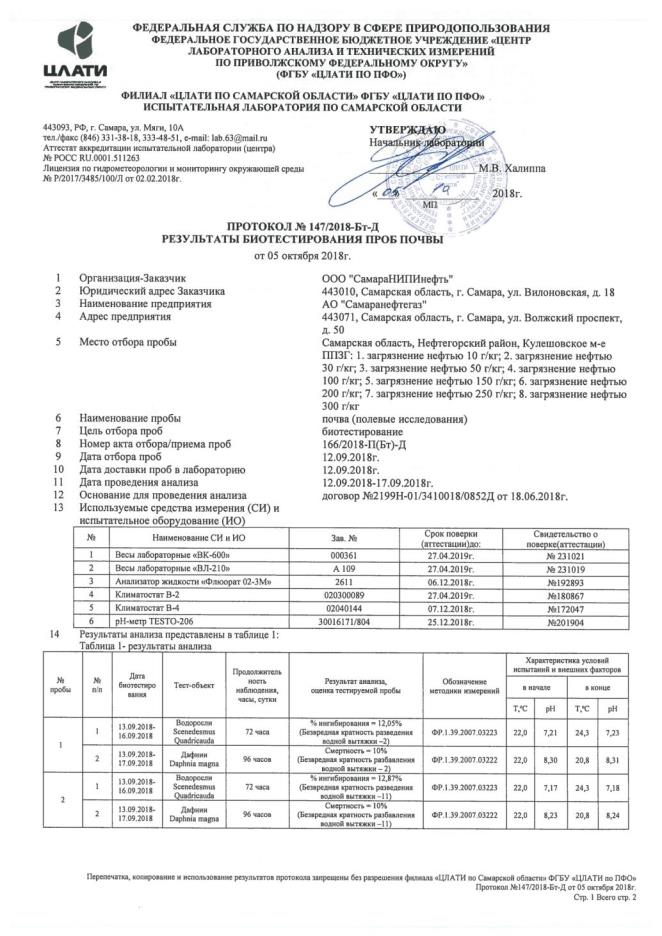 ФЕДЕРАЛЬНАЯ СЛУЖБА ПО НАДЗОРУ В СФЕРЕ ПРИРОДОПОЛЬЗОВАНИЯ
ФЕДЕРАЛЬНОЕ ГОСУДАРСТВЕННОЕ БЮДЖЕТНОЕ УЧРЕЖДЕНИЕ «ЦЕНТР
ЛАБОРАТОРНОГО АНАЛИЗА И ТЕХНИЧЕСКИХ ИЗМЕРЕНИЙ
ПО ПРИВОЛЖСКОМУ ФЕДЕРАЛЬНОМУ ОКРУГУ»
(ФГБУ «ЦЛАТИ ПО ПФО»)
ЦЛАТИ
ФИЛИАЛ «ЦЛАТИ ПО САМАРСКОЙ ОБЛАСТИ» ФГБУ «ЦЛАТИ ПО ПФО»
ИСПЫТАТЕЛЬНАЯ ЛАБОРАТОРИЯ ПО САМАРСКОЙ ОБЛАСТИ
443093, РФ, г. Самара, ул. Мяги, 10А
тел./факс (846) 331-38-18, 333-48-51, e-mail: lab.63@mail.ru
Аттестат аккредитации испытательной лаборатории (центра)
№ РОСС RU.0001.511263
Лицензия по гидрометеорологии и мониторингу окружающей среды
№ Р/2017/3485/100/Л от 02.02.2018г.
УТВЕРЖДАЮ
Начальник лаборатории
М.В. Халиппа
« 05 » 10 2018г.
МП
ПРОТОКОЛ № 147/2018-Бт-Д
РЕЗУЛЬТАТЫ БИОТЕСТИРОВАНИЯ ПРОБ ПОЧВЫ
от 05 октября 2018г.
1 Организация-Заказчик ООО "СамараНИПИнефть"
2 Юридический адрес Заказчика 443010, Самарская область, г. Самара, ул. Вилоновская, д. 18
3 Наименование предприятия АО "Самаранефтегаз"
4 Адрес предприятия 443071, Самарская область, г. Самара, ул. Волжский проспект,
д. 50
5 Место отбора пробы Самарская область, Нефтегорский район, Кулешовское м-е
ППЗГ: 1. загрязнение нефтью 10 г/кг; 2. загрязнение нефтью
30 г/кг; 3. загрязнение нефтью 50 г/кг; 4. загрязнение нефтью
100 г/кг; 5. загрязнение нефтью 150 г/кг; 6. загрязнение нефтью
200 г/кг; 7. загрязнение нефтью 250 г/кг; 8. загрязнение нефтью
300 г/кг
6 Наименование пробы почва (полевые исследования)
7 Цель отбора проб биотестирование
8 Номер акта отбора/приема проб 166/2018-П(Бт)-Д
9 Дата отбора проб 12.09.2018г.
10 Дата доставки проб в лабораторию 12.09.2018г.
11 Дата проведения анализа 12.09.2018-17.09.2018г.
12 Основание для проведения анализа договор №2199Н-01/3410018/0852Д от 18.06.2018г.
13 Используемые средства измерения (СИ) и
испытательное оборудование (ИО)
№ Наименование СИ и ИО Зав. № Срок поверки (аттестации)до: Свидетельство о поверке(аттестации)
1 Весы лабораторные «ВК-600» 000361 27.04.2019г. № 231021
2 Весы лабораторные «ВЛ-210» А 109 27.04.2019г. № 231019
3 Анализатор жидкости «Флюорат 02-3М» 2611 06.12.2018г. №192893
4 Климатостат В-2 020300089 27.04.2019г. №180867
5 Климатостат В-4 02040144 07.12.2018г. №172047
6 рН-метр TESTO-206 30016171/804 25.12.2018г. №201904
14 Результаты анализа представлены в таблице 1:
Таблица 1- результаты анализа
№ пробы № п/п Дата биотестиро вания Тест-объект Продолжитель ность наблюдения, часы, сутки Результат анализа, оценка тестируемой пробы Обозначение методики измерений Характеристика условий испытаний и внешних факторов
в начале в конце
Т,°С рН Т,°С рН
1 1 13.09.2018-16.09.2018 Водоросли Scenedesmus Quadricauda 72 часа % ингибирования = 12,05% (Безвредная кратность разведения водной вытяжки –2) ФР.1.39.2007.03223 22,0 7,21 24,3 7,23
2 13.09.2018-17.09.2018 Дафнии Daphnia magna 96 часов Смертность = 10% (Безвредная кратность разбавления водной вытяжки – 2) ФР.1.39.2007.03222 22,0 8,30 20,8 8,31
2 1 13.09.2018-16.09.2018 Водоросли Scenedesmus Quadricauda 72 часа % ингибирования = 12,87% (Безвредная кратность разведения водной вытяжки –11) ФР.1.39.2007.03223 22,0 7,17 24,3 7,18
2 13.09.2018-17.09.2018 Дафнии Daphnia magna 96 часов Смертность = 10% (Безвредная кратность разбавления водной вытяжки –11) ФР.1.39.2007.03222 22,0 8,23 20,8 8,24
Перепечатка, копирование и использование результатов протокола запрещены без разрешения филиала «ЦЛАТИ по Самарской области» ФГБУ «ЦЛАТИ по ПФО»
Протокол №147/2018-Бт-Д от 05 октября 2018г.
Стр. 1 Всего стр. 2